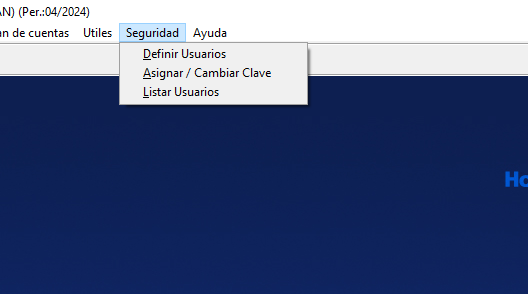 AN) (Per.:04/2024)
an de cuentas Utiles Seguridad Ayuda
Definir Usuarios
Asignar / Cambiar Clave
Listar Usuarios
Ho